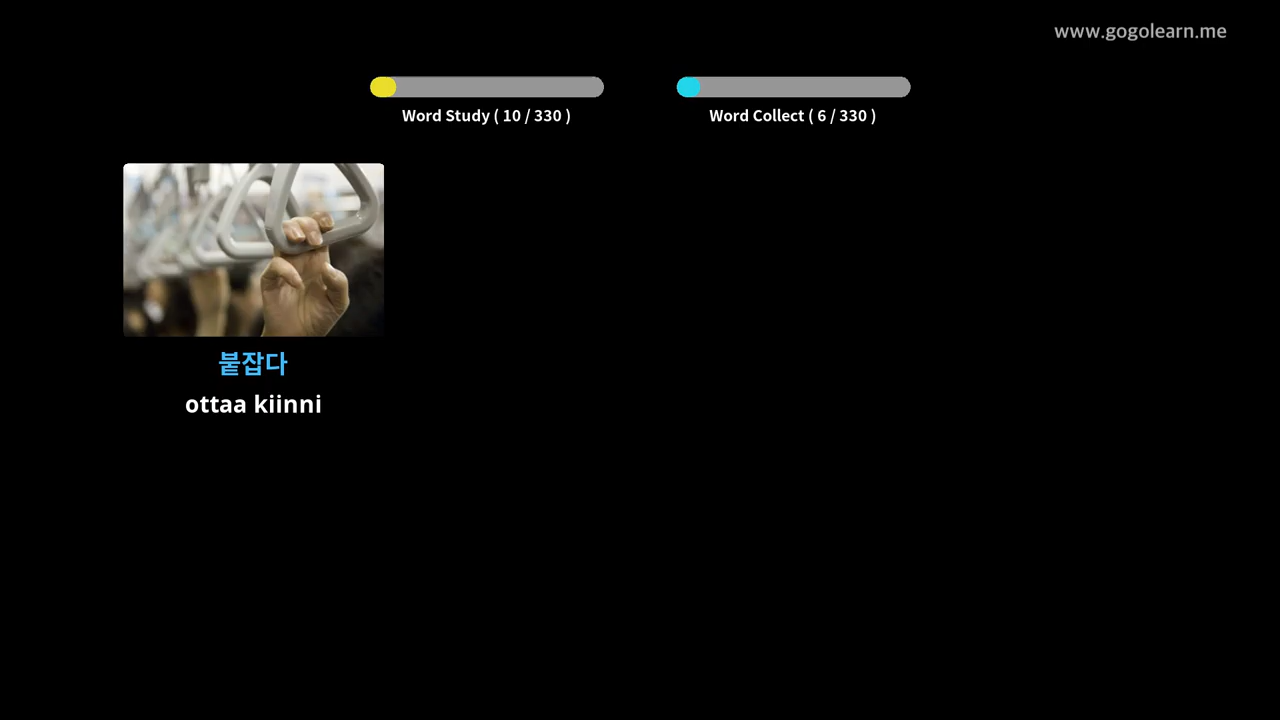 www.gogolearn.me
Word Study ( 10 / 330 )
Word Collect ( 6 / 330 )
붙잡다
ottaa kiinni